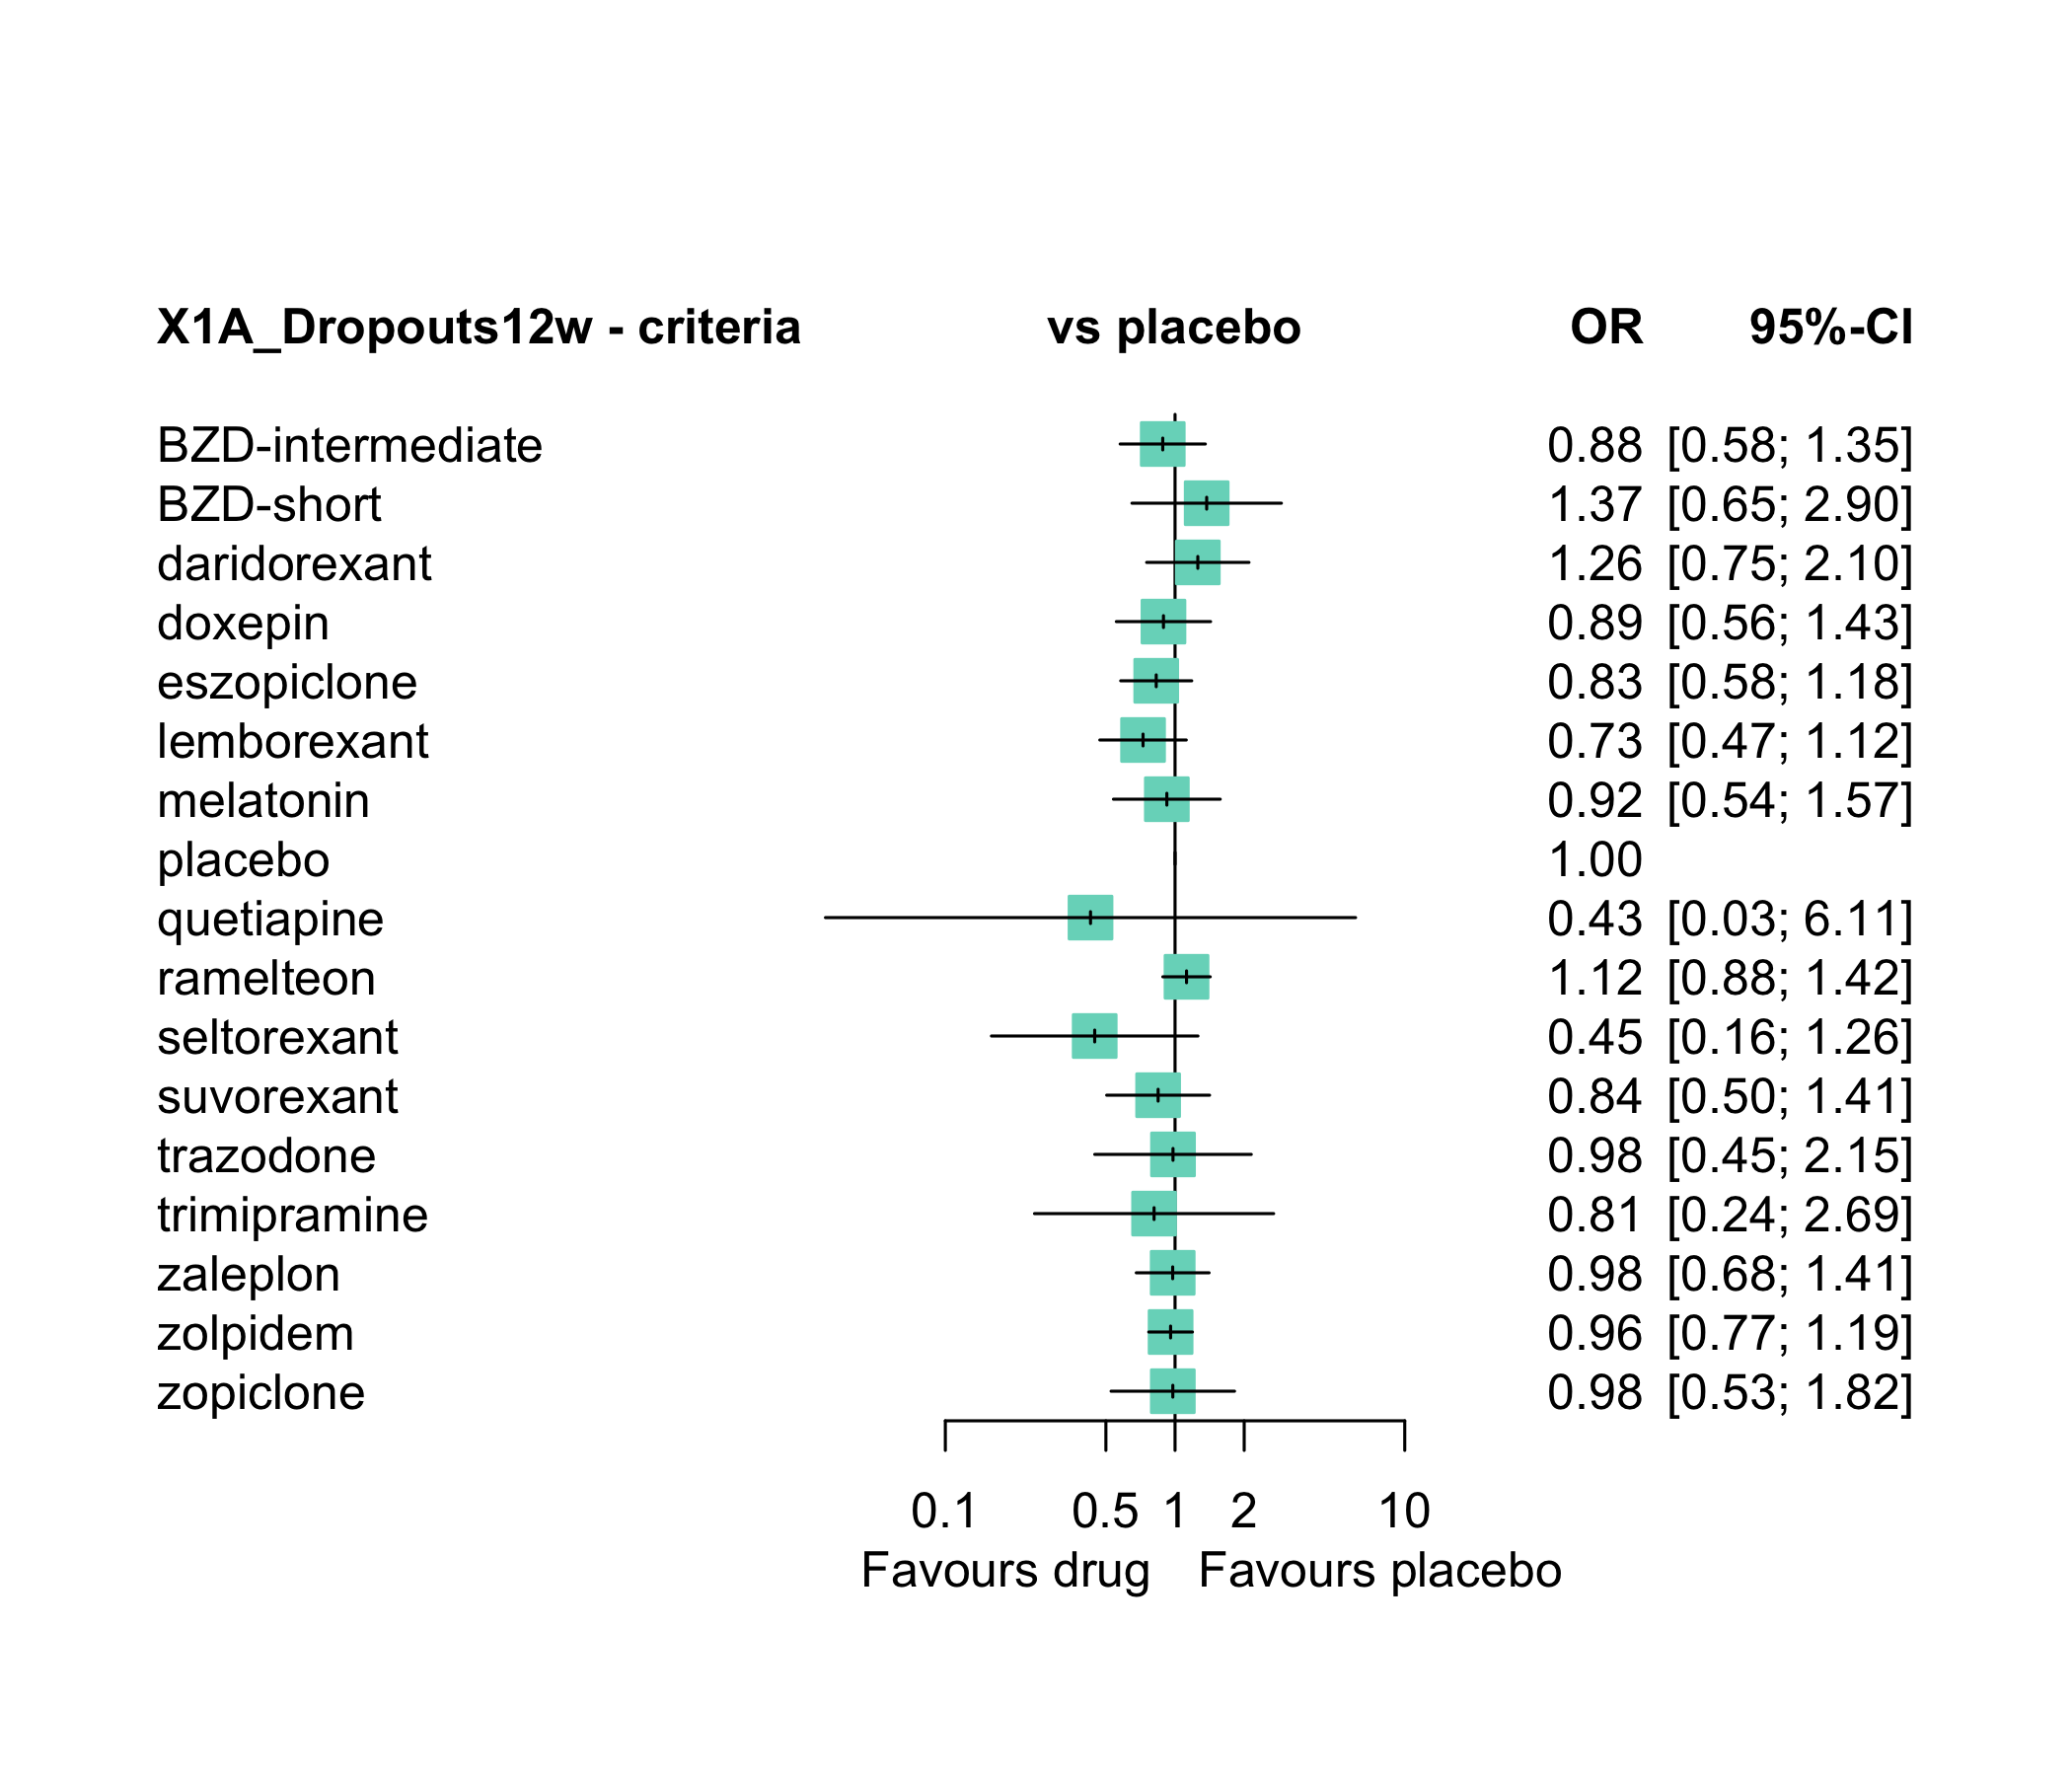 X1A_Dropouts12w - criteria vs placebo OR 95%-CI
BZD-intermediate 0.88 [0.58; 1.35]
BZD-short 1.37 [0.65; 2.90]
daridorexant 1.26 [0.75; 2.10]
doxepin 0.89 [0.56; 1.43]
eszopiclone 0.83 [0.58; 1.18]
lemborexant 0.73 [0.47; 1.12]
melatonin 0.92 [0.54; 1.57]
placebo 1.00
quetiapine 0.43 [0.03; 6.11]
ramelteon 1.12 [0.88; 1.42]
seltorexant 0.45 [0.16; 1.26]
suvorexant 0.84 [0.50; 1.41]
trazodone 0.98 [0.45; 2.15]
trimipramine 0.81 [0.24; 2.69]
zaleplon 0.98 [0.68; 1.41]
zolpidem 0.96 [0.77; 1.19]
zopiclone 0.98 [0.53; 1.82]
0.1 0.5 1 2 10
Favours drug Favours placebo